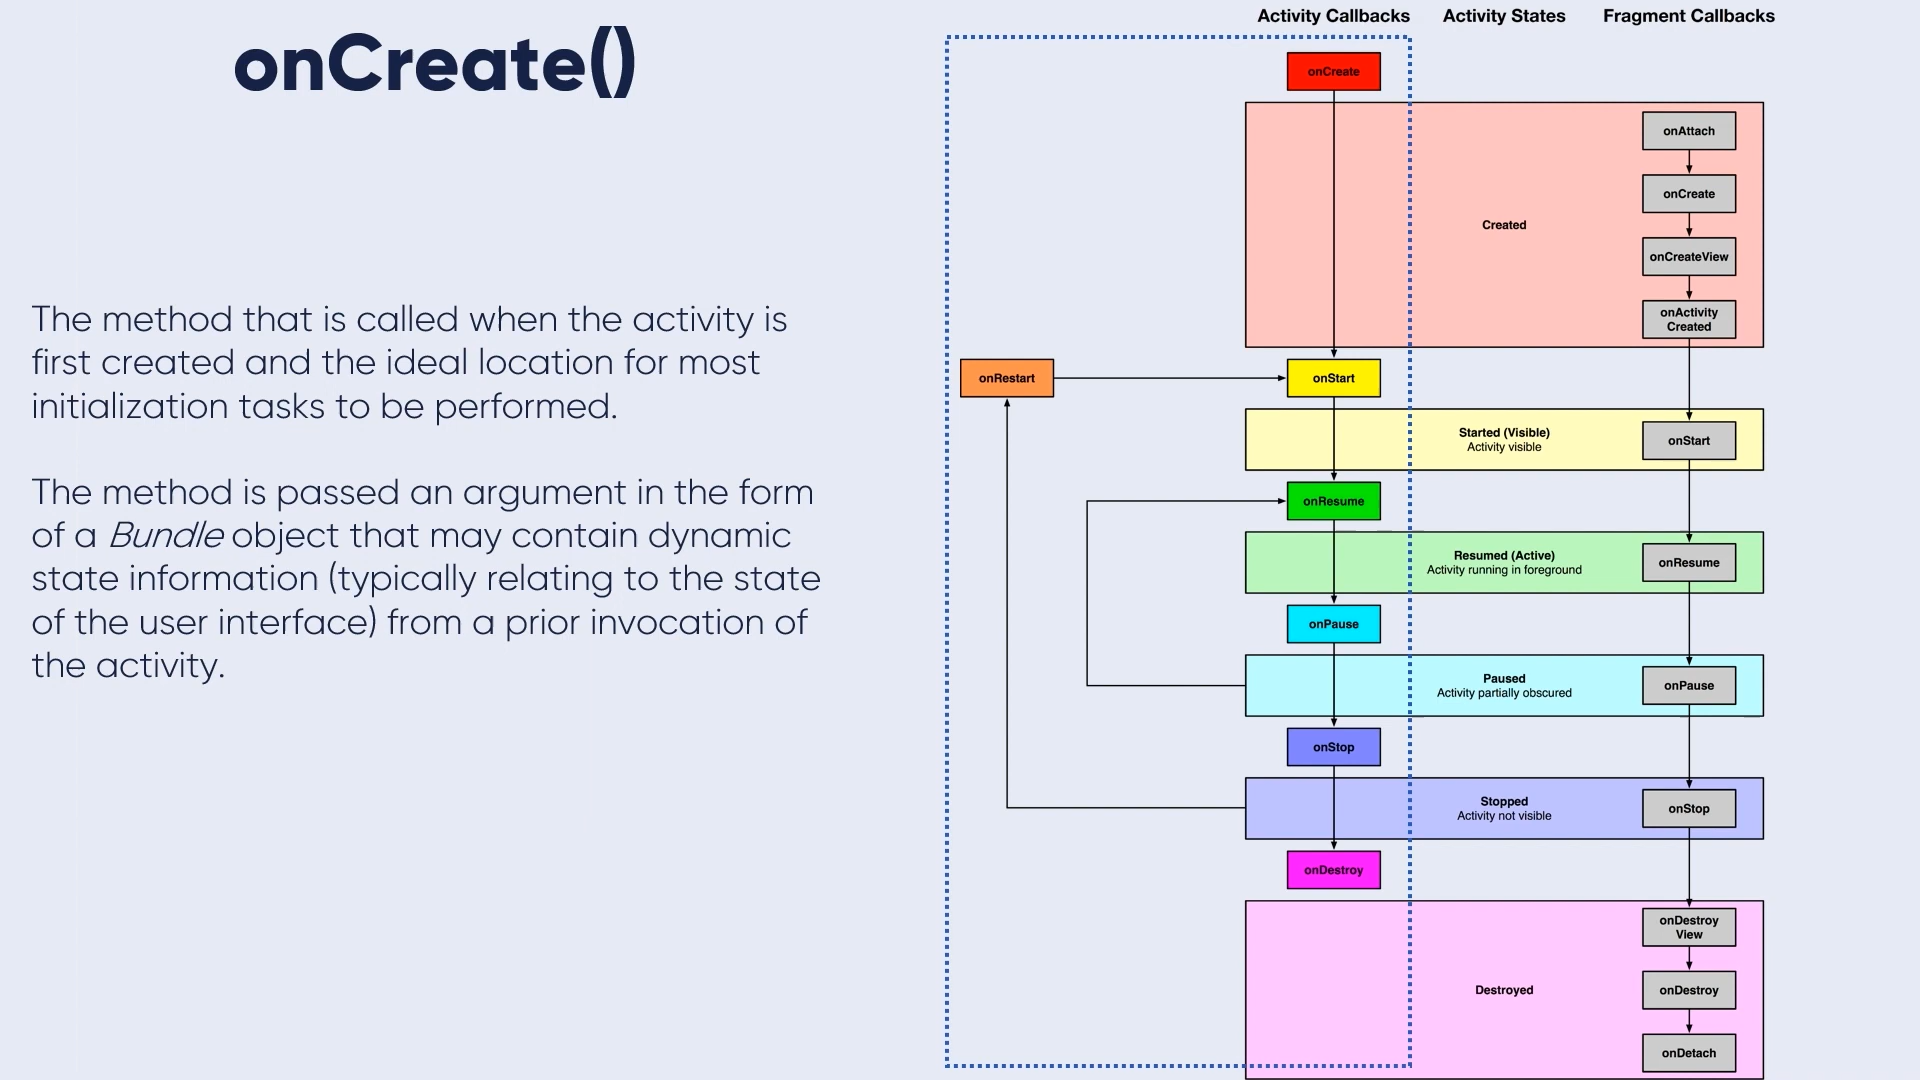 onCreate()
The method that is called when the activity is
first created and the ideal location for most
initialization tasks to be performed.
The method is passed an argument in the form
of a Bundle object that may contain dynamic
state information (typically relating to the state
of the user interface) from a prior invocation of
the activity.
Activity Callbacks
Activity States
Fragment Callbacks
onCreate
onAttach
onCreate
Created
onCreateView
onActivity
Created
onRestart
onStart
Started (Visible)
Activity visible
onStart
onResume
Resumed (Active)
Activity running in foreground
onResume
onPause
Paused
Activity partially obscured
onPause
onStop
Stopped
Activity not visible
onStop
onDestroy
onDestroy
View
Destroyed
onDestroy
onDetach